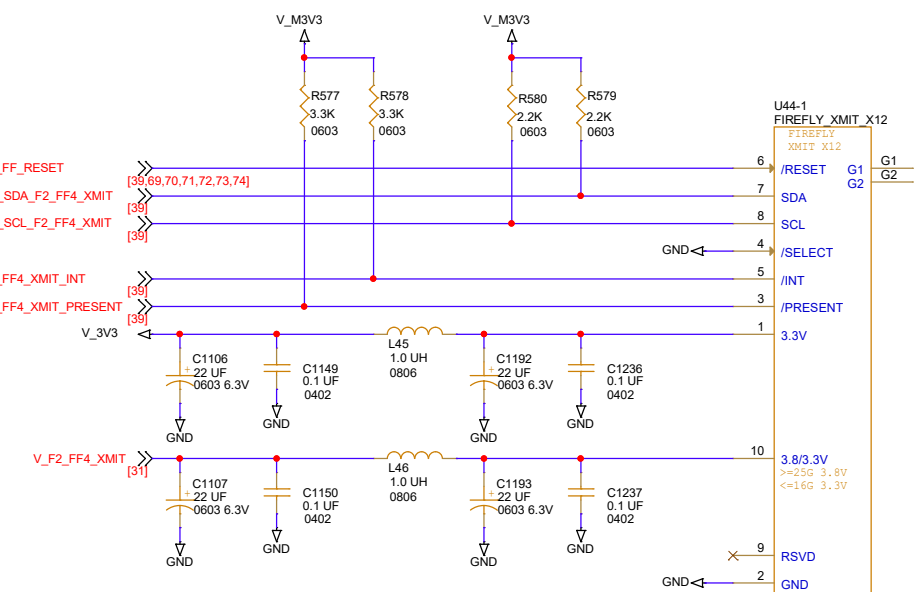 V_M3V3
V_M3V3
R577
3.3K
0603
R578
3.3K
0603
R580
2.2K
0603
R579
2.2K
0603
U44-1
FIREFLY_XMIT_X12
FIREFLY
XMIT X12
_FF_RESET
[39,69,70,71,72,73,74]
6
/RESET
G1
G1
G2
G2
_SDA_F2_FF4_XMIT
[39]
7
SDA
_SCL_F2_FF4_XMIT
[39]
8
SCL
GND
4
/SELECT
_FF4_XMIT_INT
[39]
5
/INT
_FF4_XMIT_PRESENT
[39]
3
/PRESENT
V_3V3
1
3.3V
L45
1.0 UH
0806
C1106
22 UF
0603 6.3V
GND
C1149
0.1 UF
0402
GND
C1192
22 UF
0603 6.3V
GND
C1236
0.1 UF
0402
GND
V_F2_FF4_XMIT
[31]
10
3.8/3.3V
>=25G 3.8V
<=16G 3.3V
L46
1.0 UH
0806
C1107
22 UF
0603 6.3V
GND
C1150
0.1 UF
0402
GND
C1193
22 UF
0603 6.3V
GND
C1237
0.1 UF
0402
GND
9
RSVD
GND
2
GND